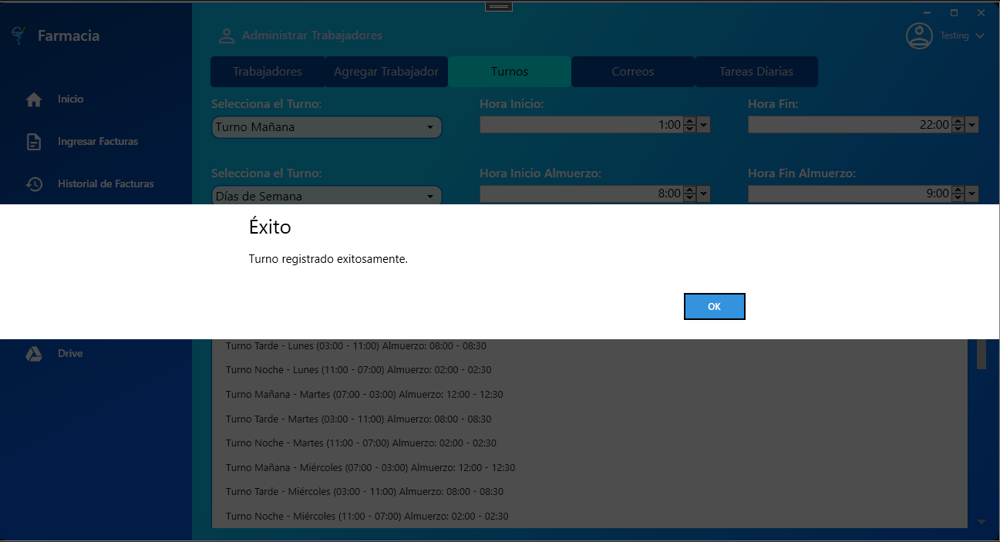 Farmacia
Administrar Trabajadores
Testing
Trabajadores Agregar Trabajador Turnos Correos Tareas Diarias
Inicio
Ingresar Facturas
Historial de Facturas
Drive
Selecciona el Turno: Hora Inicio: Hora Fin:
Turno Mañana 1:00 22:00
Selecciona el Turno: Hora Inicio Almuerzo: Hora Fin Almuerzo:
Días de Semana 8:00 9:00
Éxito
Turno registrado exitosamente.
OK
Turno Tarde - Lunes (03:00 - 11:00) Almuerzo: 08:00 - 08:30
Turno Noche - Lunes (11:00 - 07:00) Almuerzo: 02:00 - 02:30
Turno Mañana - Martes (07:00 - 03:00) Almuerzo: 12:00 - 12:30
Turno Tarde - Martes (03:00 - 11:00) Almuerzo: 08:00 - 08:30
Turno Noche - Martes (11:00 - 07:00) Almuerzo: 02:00 - 02:30
Turno Mañana - Miércoles (07:00 - 03:00) Almuerzo: 12:00 - 12:30
Turno Tarde - Miércoles (03:00 - 11:00) Almuerzo: 08:00 - 08:30
Turno Noche - Miércoles (11:00 - 07:00) Almuerzo: 02:00 - 02:30